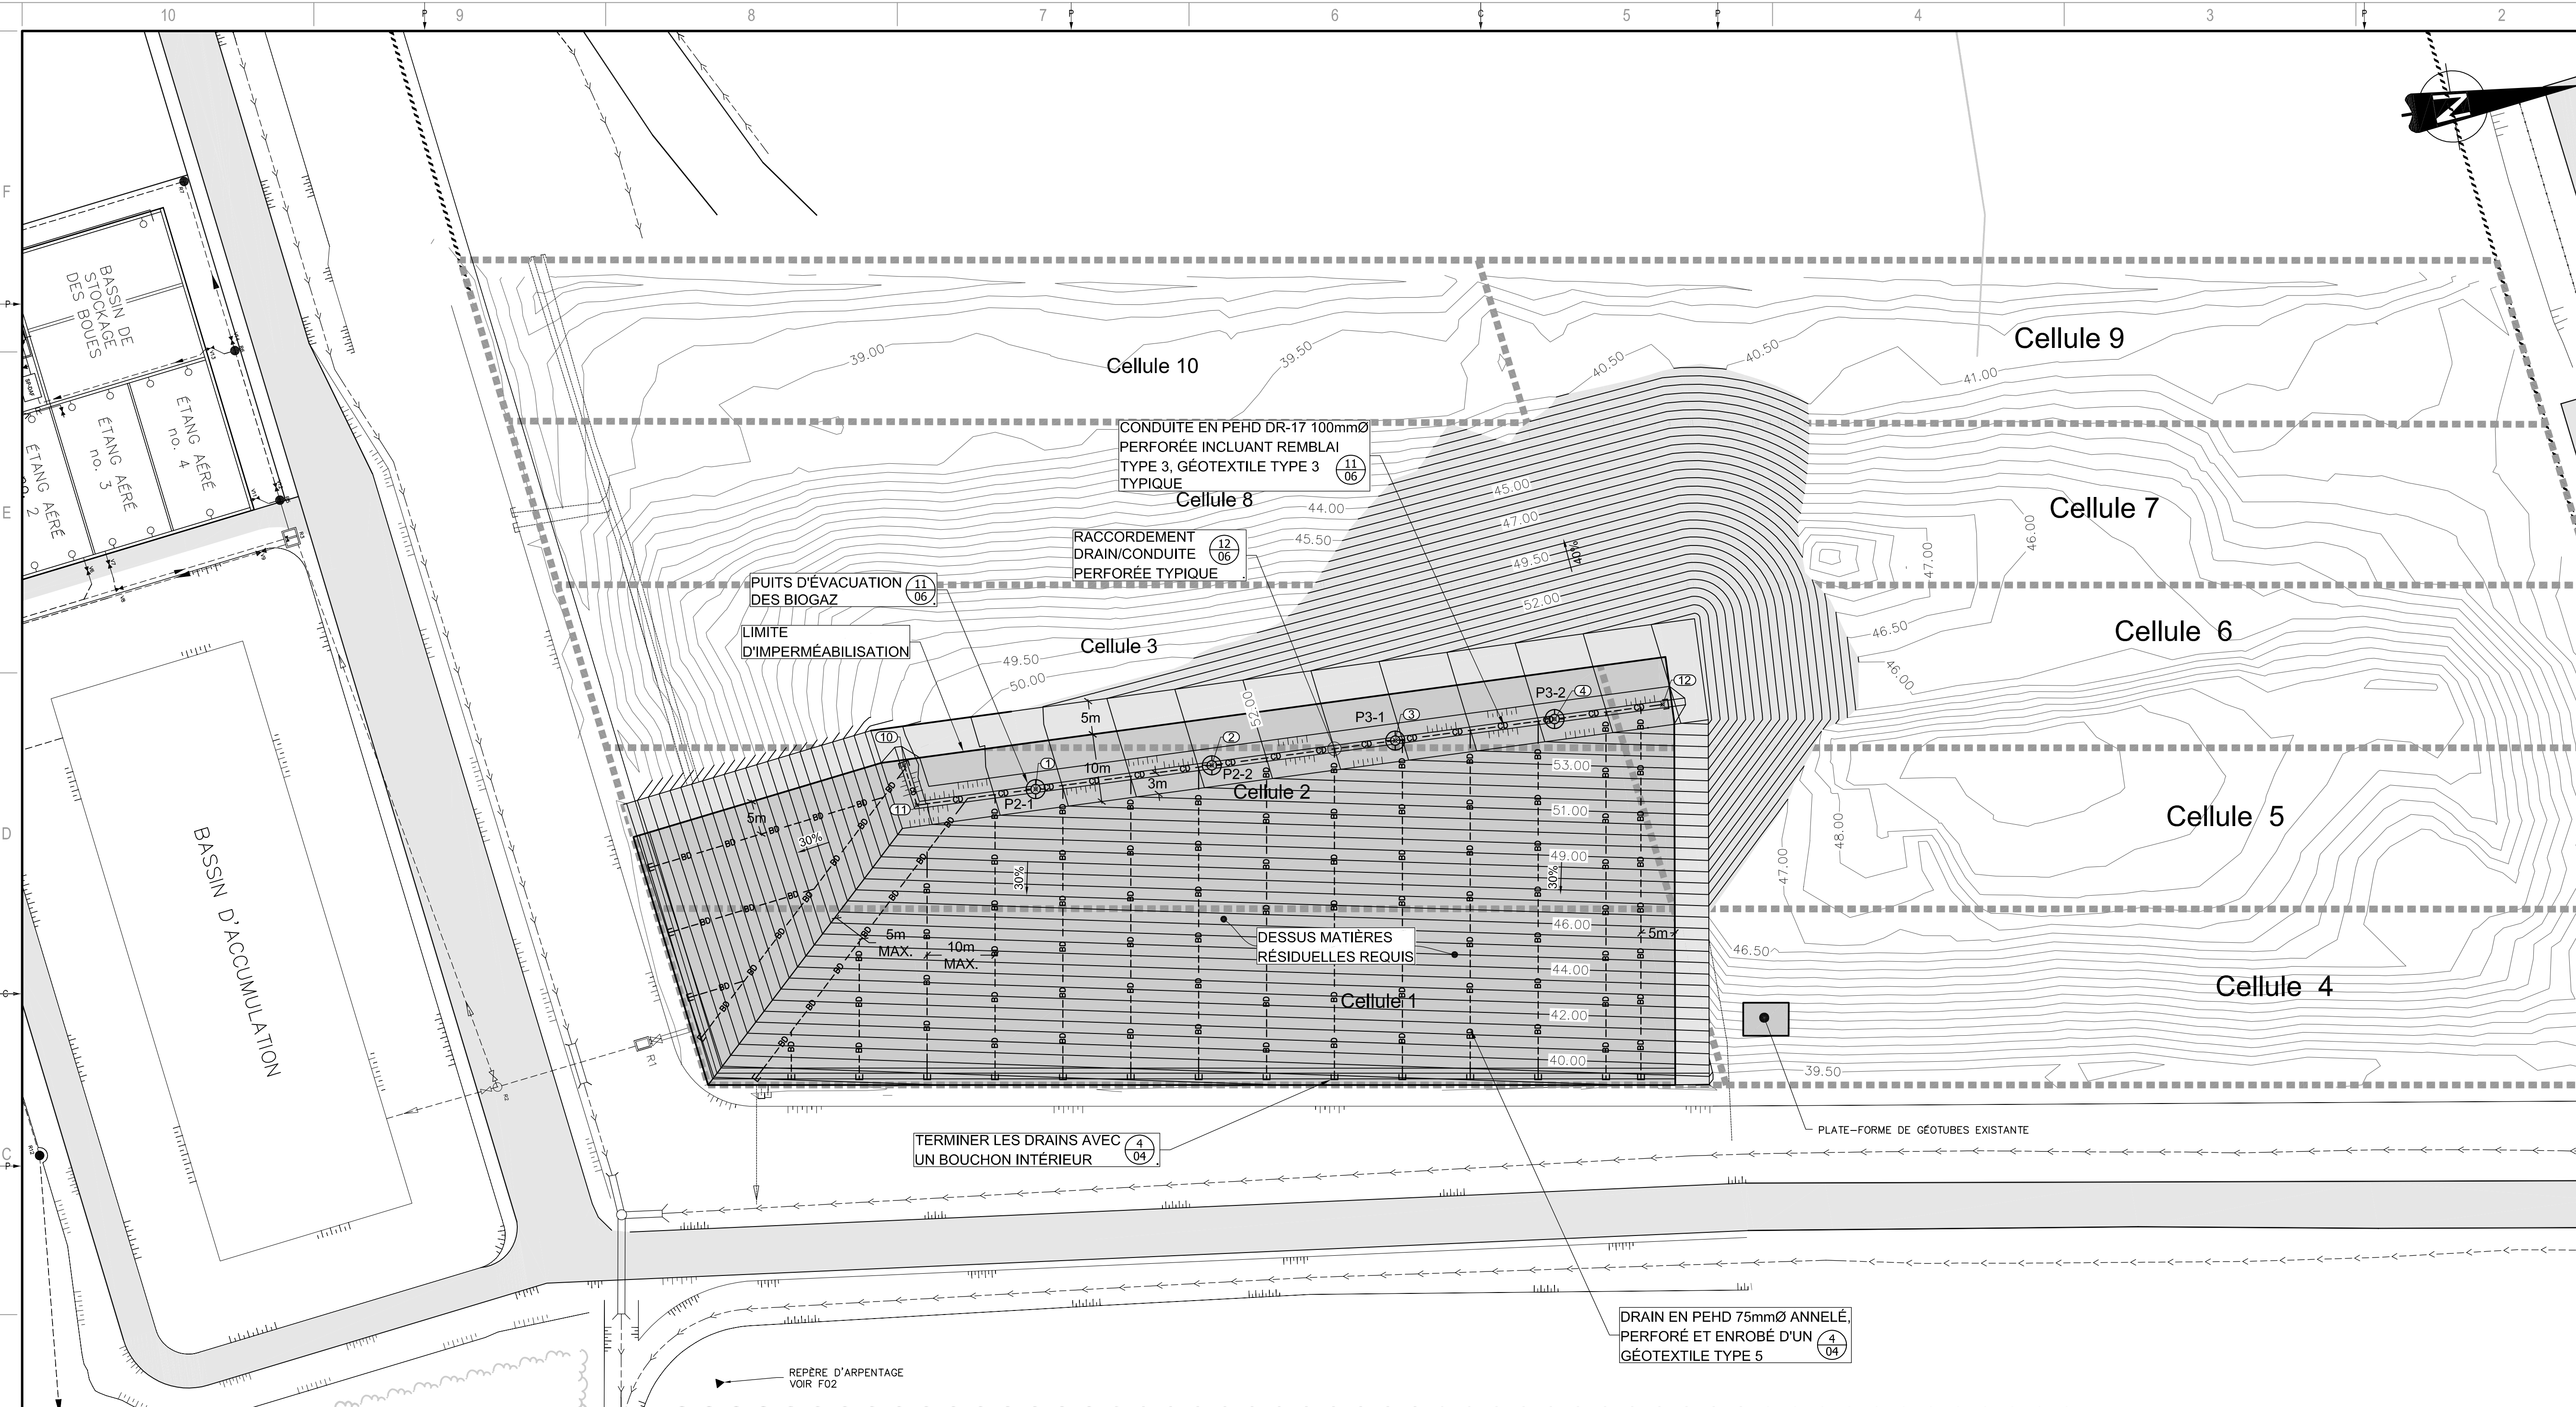 10
9
8
7
6
5
4
3
2
P
P
C
P
P
F
E
D
C
P
C
P
N
BASSIN DE
STOCKAGE
DES BOUES
ÉTANG AÉRÉ
no. 4
ÉTANG AÉRÉ
no. 3
ÉTANG AÉRÉ
no. 2
BASSIN D'ACCUMULATION
R1
Cellule 10
Cellule 9
Cellule 8
Cellule 7
Cellule 6
Cellule 3
Cellule 5
Cellule 2
Cellule 4
Cellule 1
39.00
39.50
40.50
40.50
41.00
CONDUITE EN PEHD DR-17 100mmØ
PERFORÉE INCLUANT REMBLAI
TYPE 3, GÉOTEXTILE TYPE 3
TYPIQUE
11
06
44.00
45.50
45.00
47.00
49.50
52.00
40%
RACCORDEMENT
DRAIN/CONDUITE
PERFORÉE TYPIQUE
12
06
PUITS D'ÉVACUATION
DES BIOGAZ
11
06
LIMITE
D'IMPERMÉABILISATION
49.50
50.00
52.00
46.00
47.00
46.50
46.00
48.00
47.00
46.50
39.50
10
11
1
2
3
4
12
P2-1
P2-2
P3-1
P3-2
5m
10m
3m
5m
30%
30%
30%
5m
MAX.
10m
MAX.
5m
53.00
51.00
49.00
46.00
44.00
42.00
40.00
DESSUS MATIÈRES
RÉSIDUELLES REQUIS
TERMINER LES DRAINS AVEC
UN BOUCHON INTÉRIEUR
4
04
PLATE-FORME DE GÉOTUBES EXISTANTE
DRAIN EN PEHD 75mmØ ANNELÉ,
PERFORÉ ET ENROBÉ D'UN
GÉOTEXTILE TYPE 5
4
04
REPÈRE D'ARPENTAGE
VOIR F02